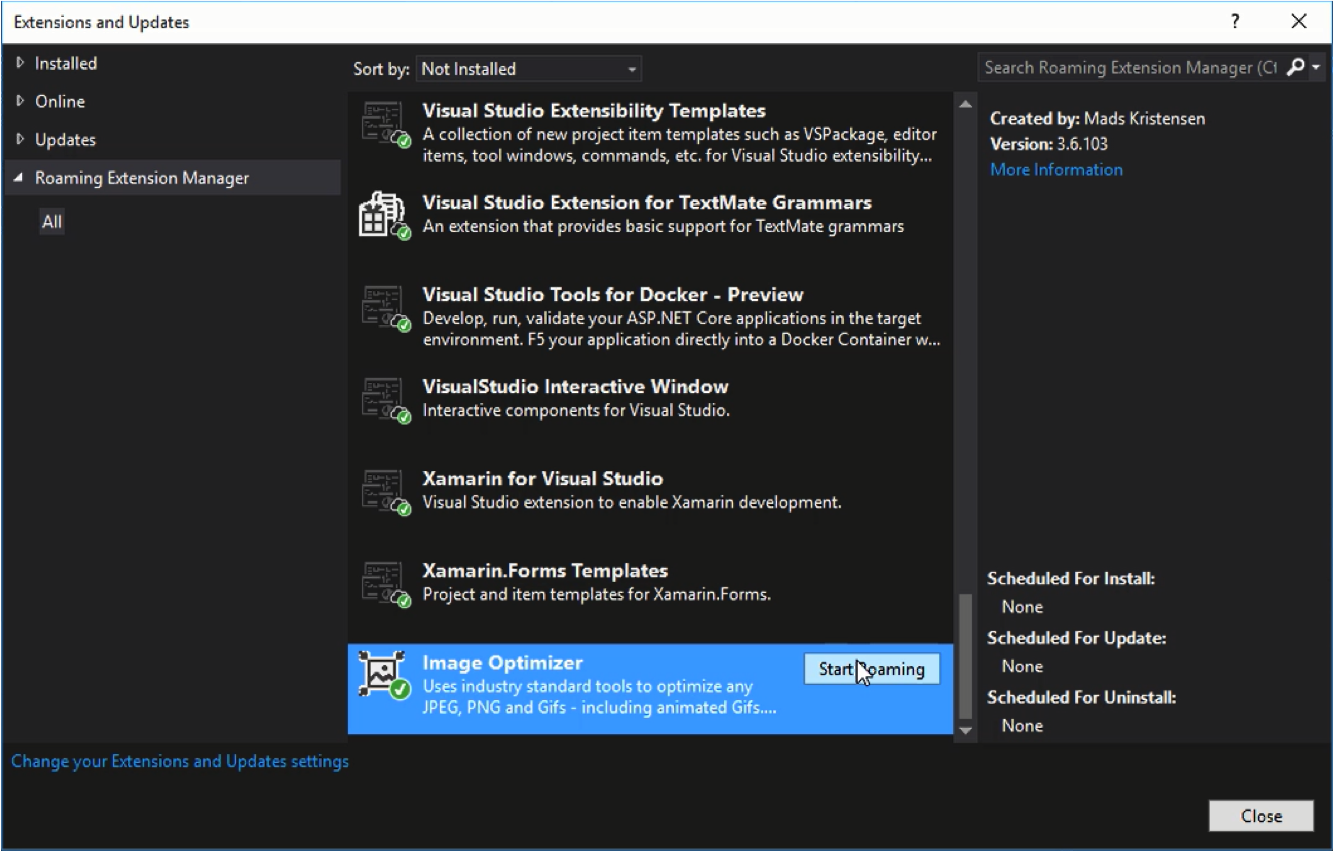 Extensions and Updates
?
Installed
Online
Updates
Roaming Extension Manager
All
Sort by: Not Installed
Visual Studio Extensibility Templates
A collection of new project item templates such as VSPackage, editor
items, tool windows, commands, etc. for Visual Studio extensibility...
Visual Studio Extension for TextMate Grammars
An extension that provides basic support for TextMate grammars
Visual Studio Tools for Docker - Preview
Develop, run, validate your ASP.NET Core applications in the target
environment. F5 your application directly into a Docker Container w...
VisualStudio Interactive Window
Interactive components for Visual Studio.
Xamarin for Visual Studio
Visual Studio extension to enable Xamarin development.
Xamarin.Forms Templates
Project and item templates for Xamarin.Forms.
Image Optimizer
Uses industry standard tools to optimize any
JPEG, PNG and Gifs - including animated Gifs....
Start Roaming
Search Roaming Extension Manager (Ct
Created by: Mads Kristensen
Version: 3.6.103
More Information
Scheduled For Install:
None
Scheduled For Update:
None
Scheduled For Uninstall:
None
Change your Extensions and Updates settings
Close